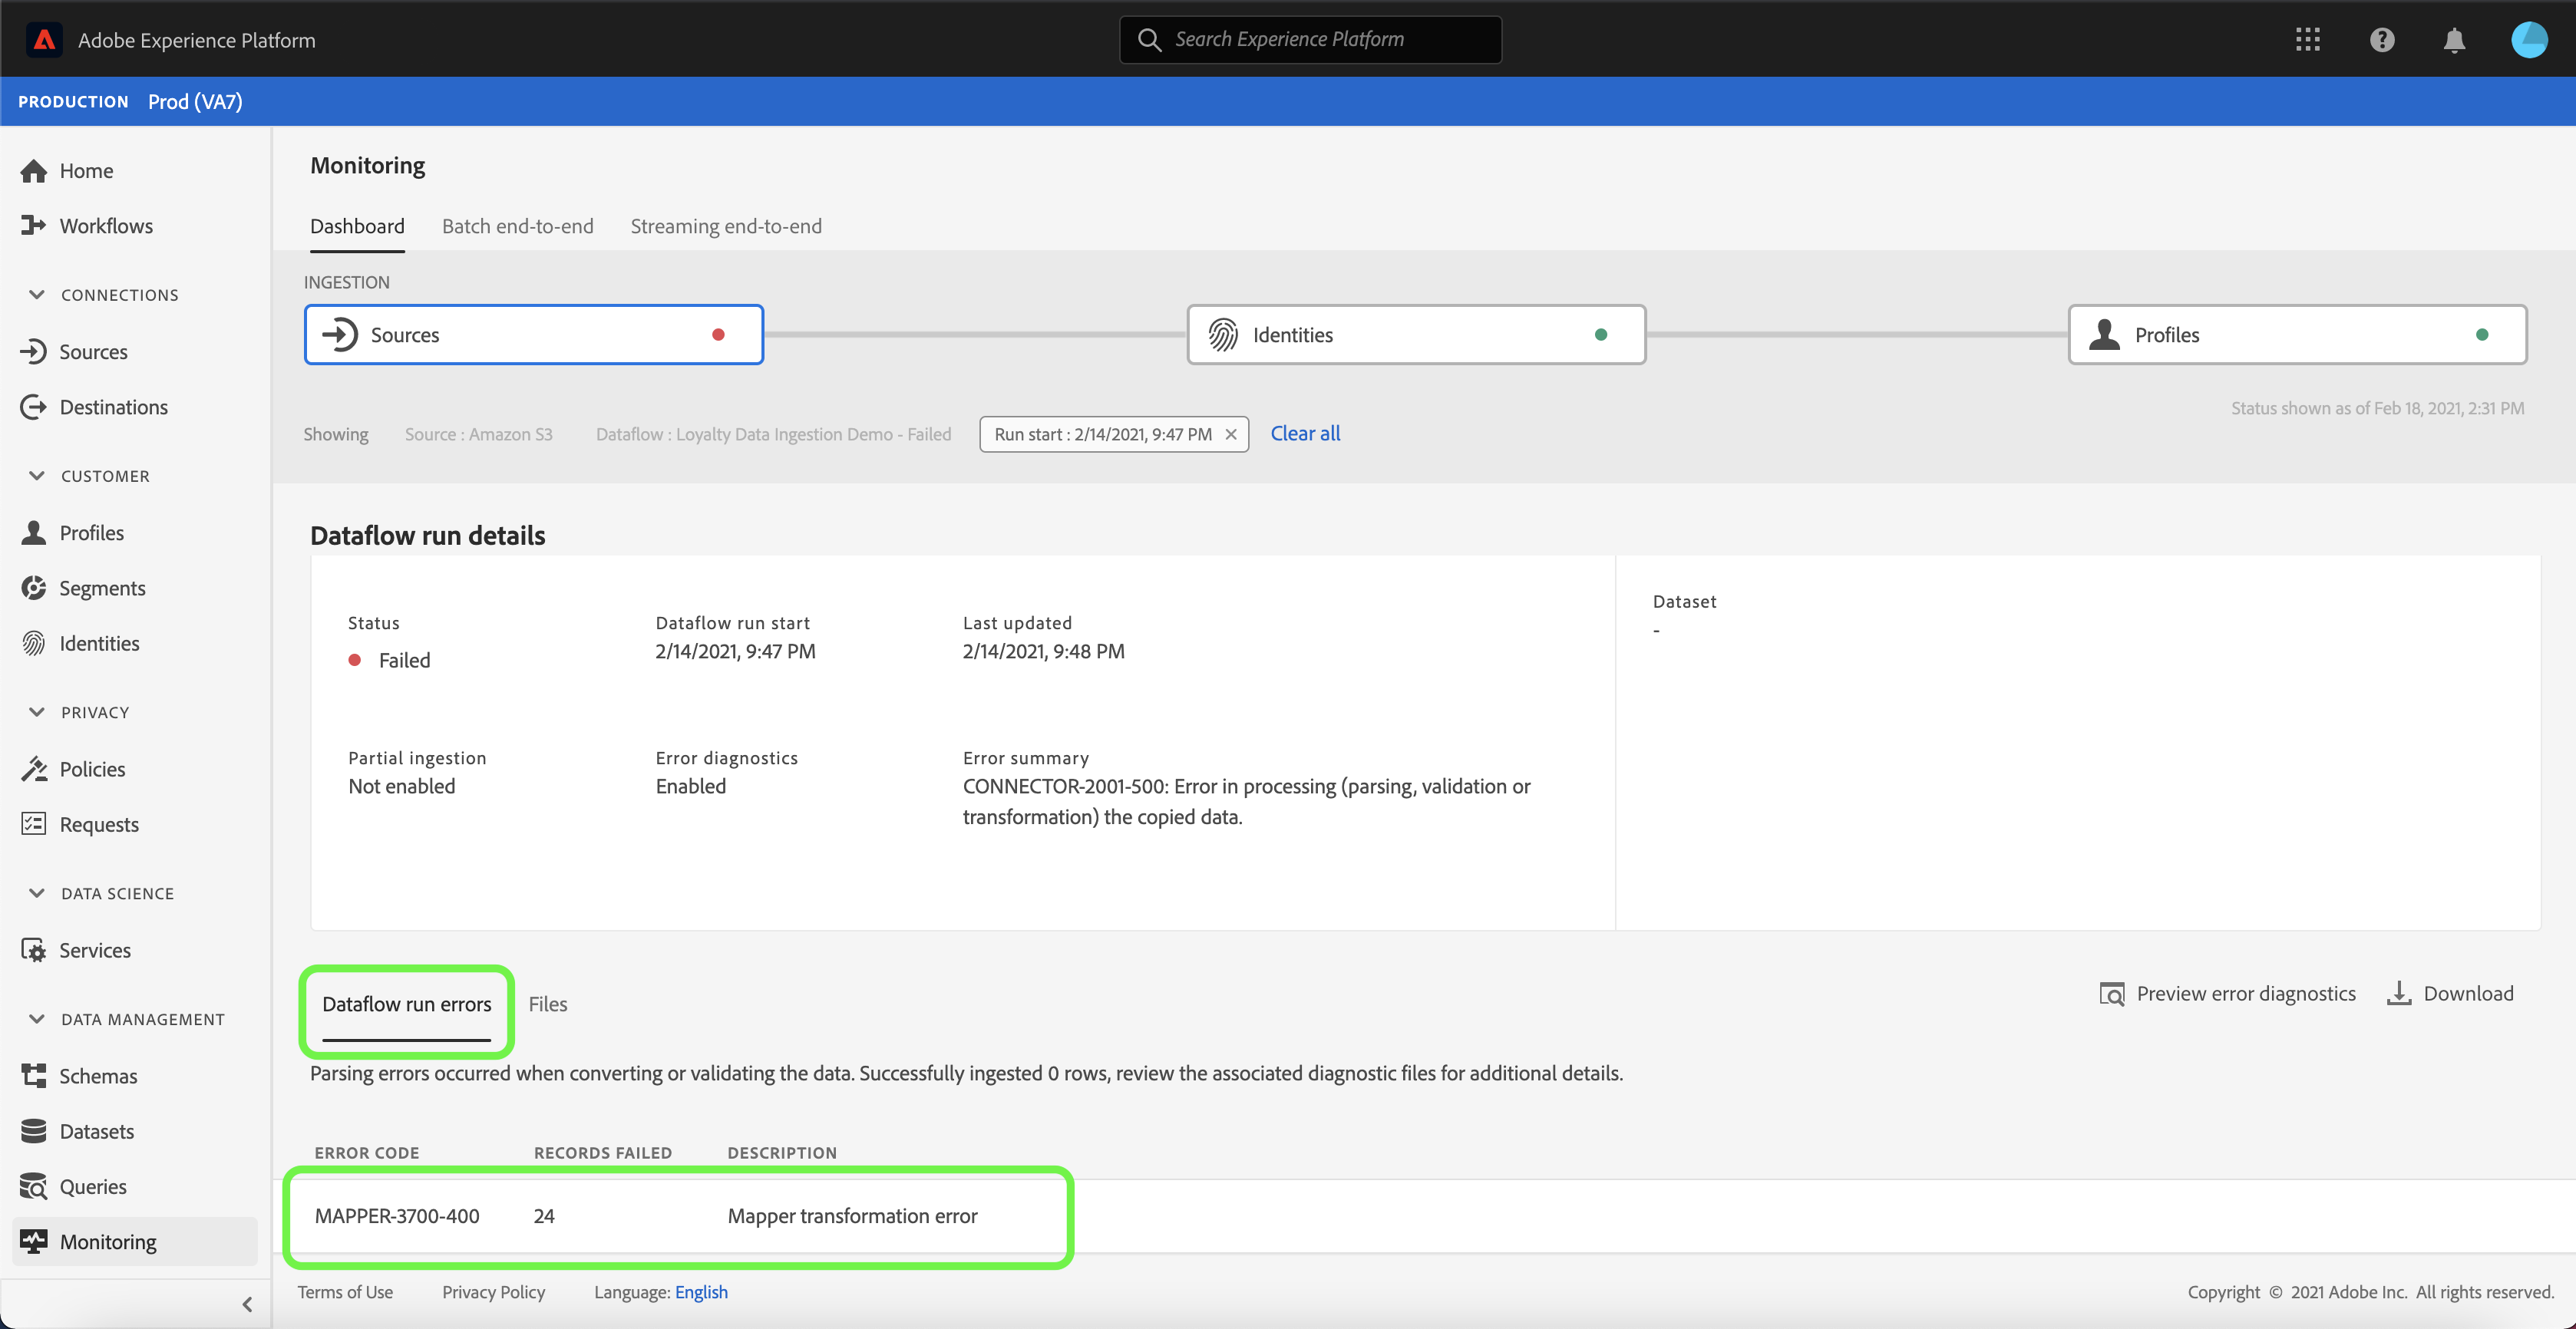 Adobe Experience Platform
Search Experience Platform
PRODUCTION Prod (VA7)
Home
Workflows
CONNECTIONS
Sources
Destinations
CUSTOMER
Profiles
Segments
Identities
PRIVACY
Policies
Requests
DATA SCIENCE
Services
DATA MANAGEMENT
Schemas
Datasets
Queries
Monitoring
Monitoring
Dashboard Batch end-to-end Streaming end-to-end
INGESTION
Sources Identities Profiles
Status shown as of Feb 18, 2021, 2:31 PM
Showing Source : Amazon S3 Dataflow : Loyalty Data Ingestion Demo - Failed Run start : 2/14/2021, 9:47 PM Clear all
Dataflow run details
Status Dataflow run start Last updated
Failed 2/14/2021, 9:47 PM 2/14/2021, 9:48 PM
Partial ingestion Error diagnostics Error summary
Not enabled Enabled CONNECTOR-2001-500: Error in processing (parsing, validation or
transformation) the copied data.
Dataset
-
Dataflow run errors Files
Preview error diagnostics Download
Parsing errors occurred when converting or validating the data. Successfully ingested 0 rows, review the associated diagnostic files for additional details.
ERROR CODE RECORDS FAILED DESCRIPTION
MAPPER-3700-400 24 Mapper transformation error
Terms of Use Privacy Policy Language: English
Copyright © 2021 Adobe Inc. All rights reserved.